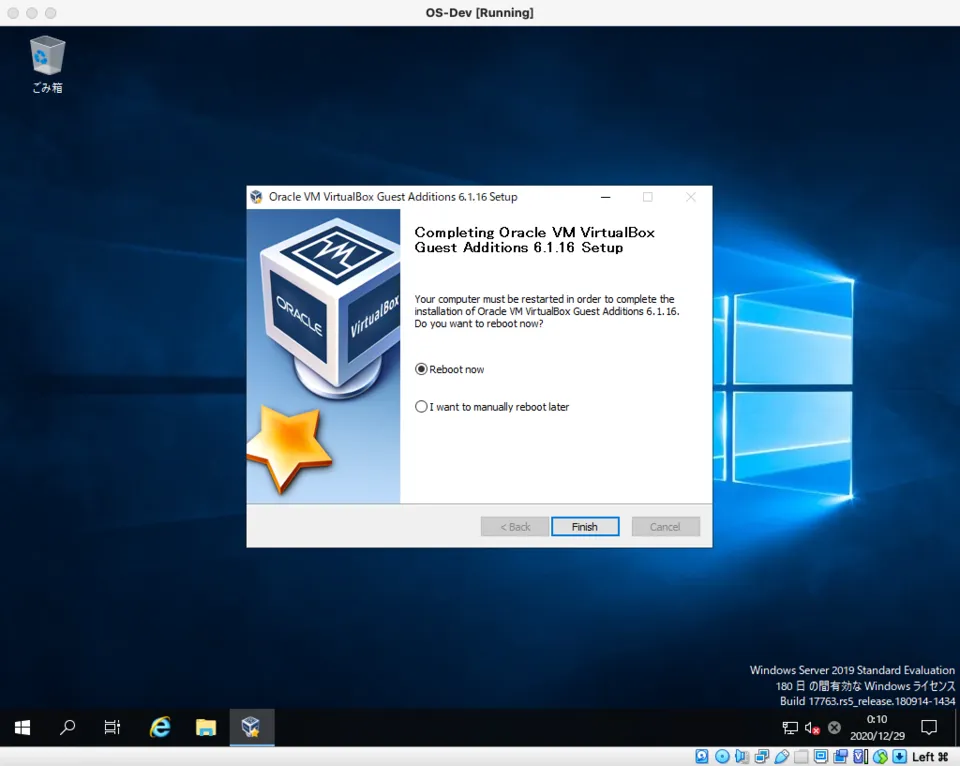 OS-Dev [Running]
ごみ箱
Oracle VM VirtualBox Guest Additions 6.1.16 Setup
ORACLE
VirtualBox
Completing Oracle VM VirtualBox
Guest Additions 6.1.16 Setup
Your computer must be restarted in order to complete the
installation of Oracle VM VirtualBox Guest Additions 6.1.16.
Do you want to reboot now?
Reboot now
I want to manually reboot later
< Back
Finish
Cancel
Windows Server 2019 Standard Evaluation
180 日 の間有効な Windows ライセンス
Build 17763.rs5_release.180914-1434
0:10
2020/12/29
Left ⌘